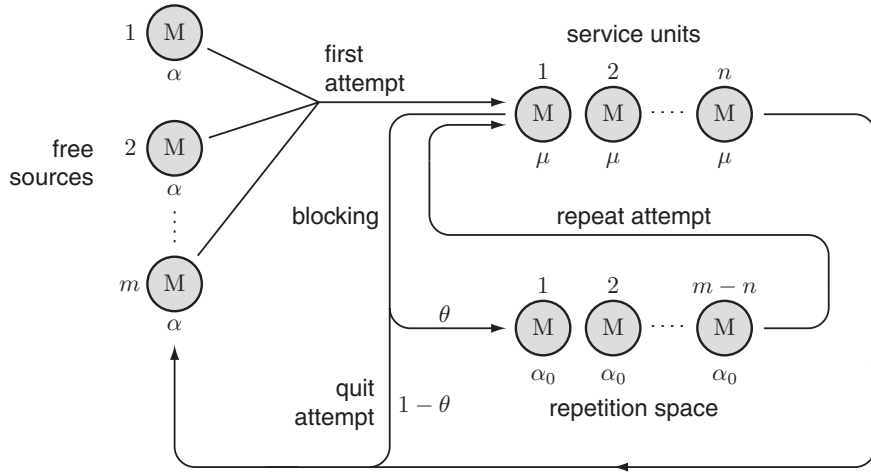 1 M
α
first
attempt
service units
1 2 n
M M ···· M
μ μ μ
free
sources
2 M
α
blocking
repeat attempt
m M
α
1 2 m − n
θ M M ···· M
α₀ α₀ α₀
repetition space
quit
attempt
1 − θ